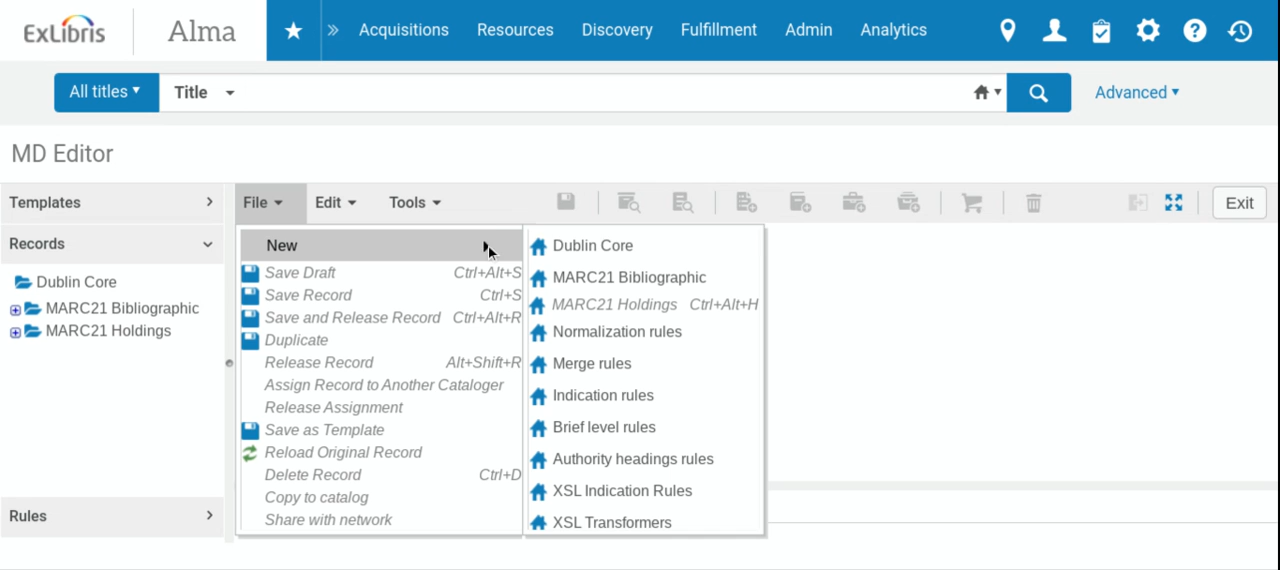 ExLibris Alma Acquisitions Resources Discovery Fulfillment Admin Analytics
All titles Title Advanced
MD Editor
Templates File Edit Tools Exit
Records
Dublin Core
MARC21 Bibliographic
MARC21 Holdings
Rules
New
Save Draft Ctrl+Alt+S
Save Record Ctrl+S
Save and Release Record Ctrl+Alt+R
Duplicate
Release Record Alt+Shift+R
Assign Record to Another Cataloger
Release Assignment
Save as Template
Reload Original Record
Delete Record Ctrl+D
Copy to catalog
Share with network
Dublin Core
MARC21 Bibliographic
MARC21 Holdings Ctrl+Alt+H
Normalization rules
Merge rules
Indication rules
Brief level rules
Authority headings rules
XSL Indication Rules
XSL Transformers